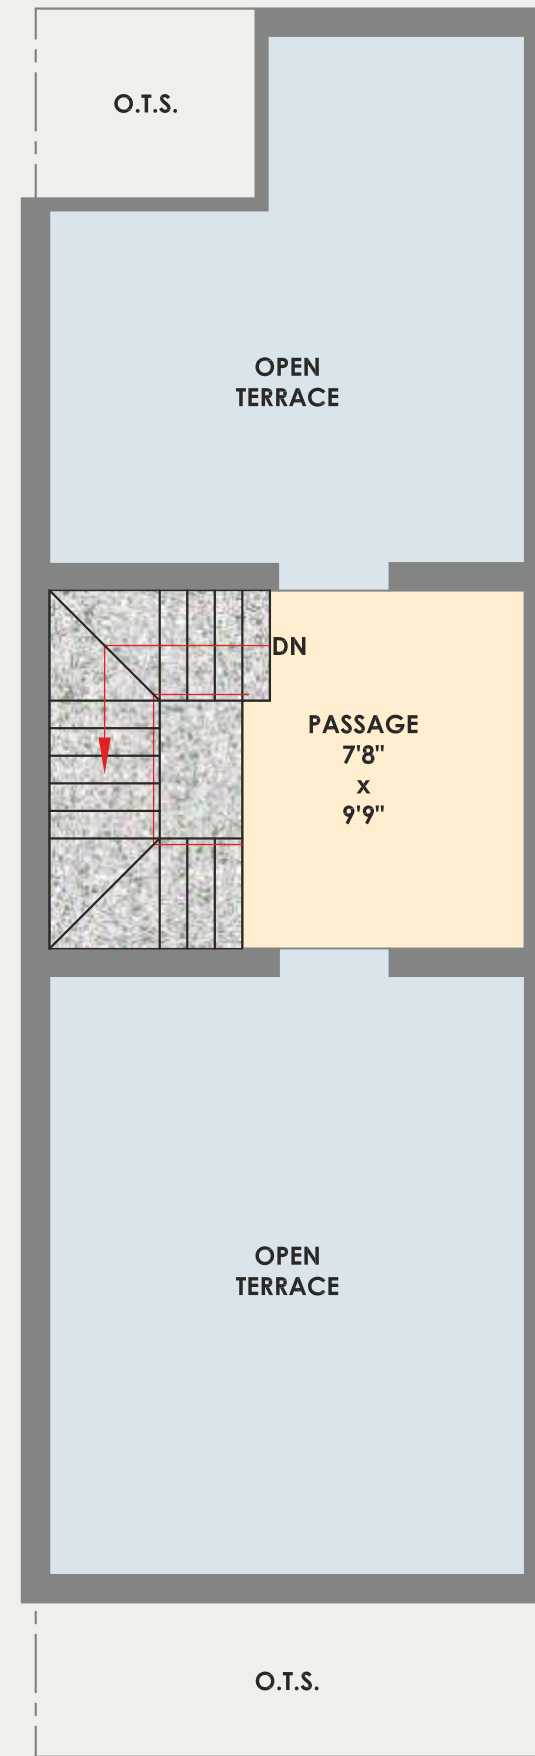 O.T.S.
OPEN
TERRACE
DN
PASSAGE
7'8"
x
9'9"
OPEN
TERRACE
O.T.S.